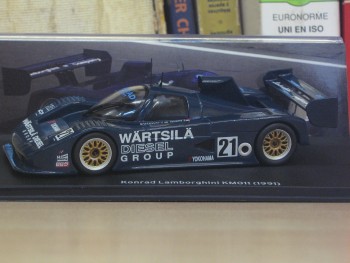 EURONORME
UNI EN ISO
WÄRTSILÄ
DIESEL
GROUP
YOKOHAMA
21
Konrad Lamborghini KM011 (1991)